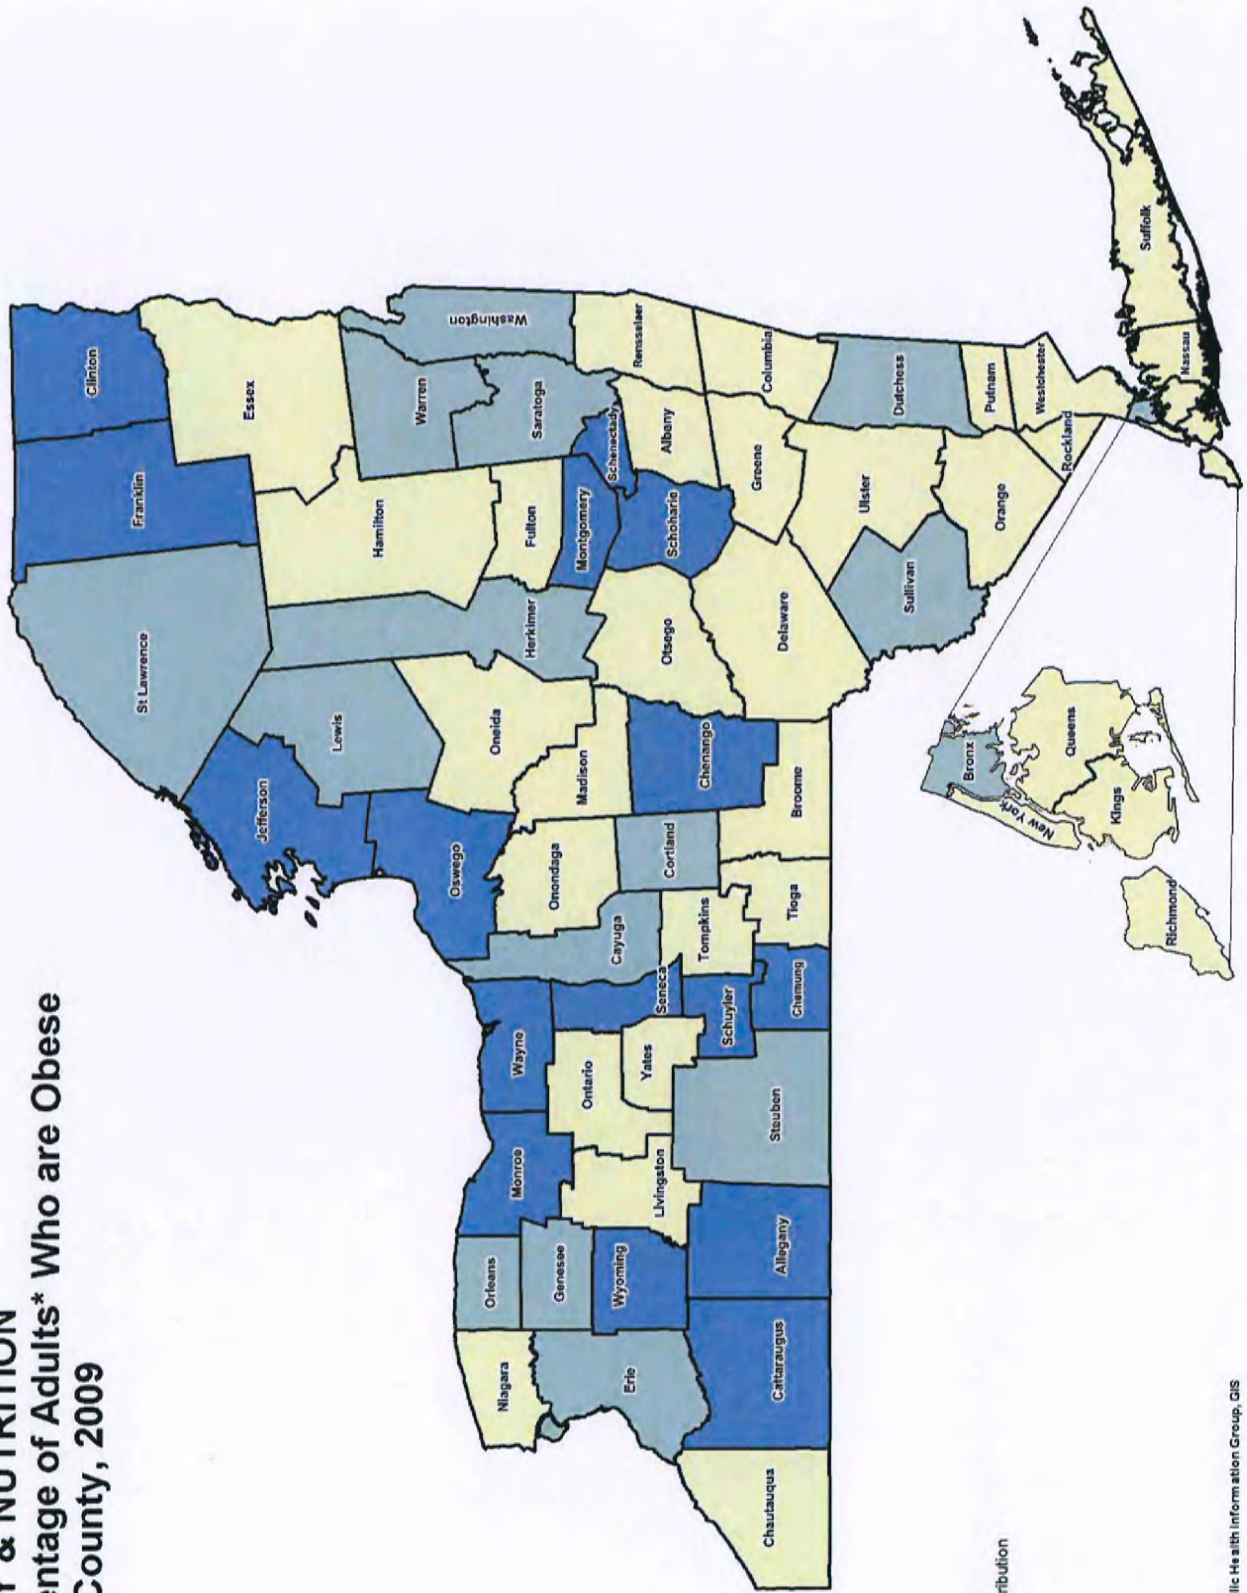 Y & NUTRITION
entage of Adults* Who are Obese
County, 2009
Clinton
Franklin
St Lawrence
Essex
Jefferson
Lewis
Hamilton
Warren
Washington
Herkimer
Oswego
Oneida
Fulton
Saratoga
Niagara
Orleans
Monroe
Wayne
Cayuga
Onondaga
Madison
Montgomery
Schenectady
Rensselaer
Erie
Genesee
Wyoming
Livingston
Ontario
Yates
Seneca
Cortland
Chenango
Otsego
Schoharie
Albany
Chautauqua
Cattaraugus
Allegany
Steuben
Schuyler
Chemung
Tompkins
Tioga
Broome
Delaware
Greene
Columbia
Ulster
Sullivan
Dutchess
Orange
Putnam
Westchester
Rockland
Suffolk
Nassau
Bronx
New York
Queens
Kings
Richmond
ribution
lic Health Information Group, GIS